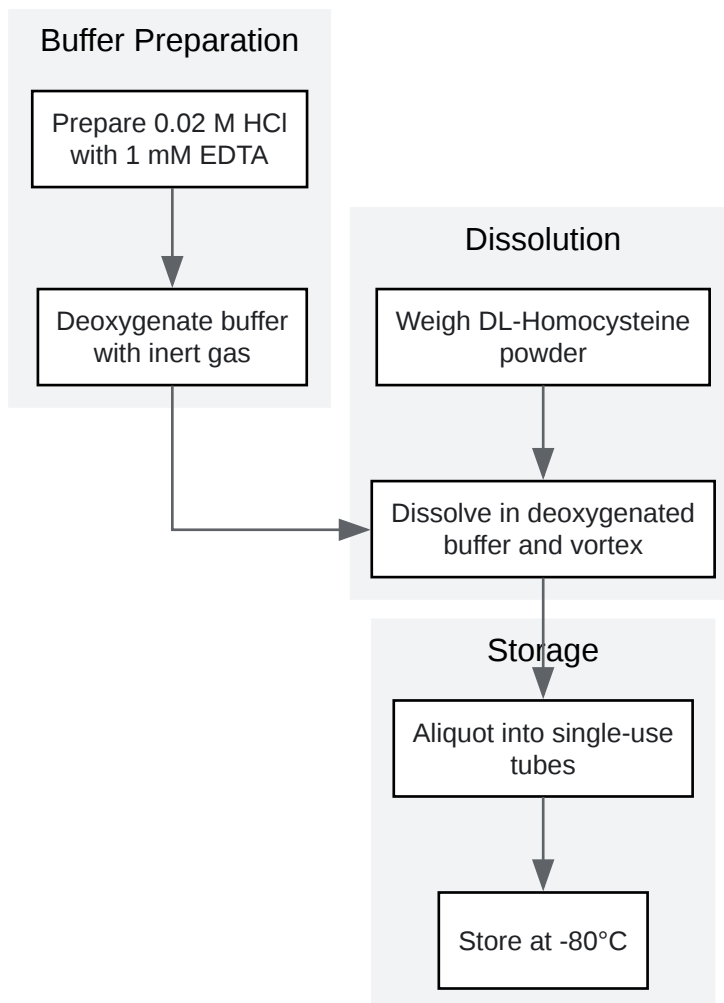 Buffer Preparation
Prepare 0.02 M HCl
with 1 mM EDTA
Deoxygenate buffer
with inert gas
Dissolution
Weigh DL-Homocysteine
powder
Dissolve in deoxygenated
buffer and vortex
Storage
Aliquot into single-use
tubes
Store at -80°C